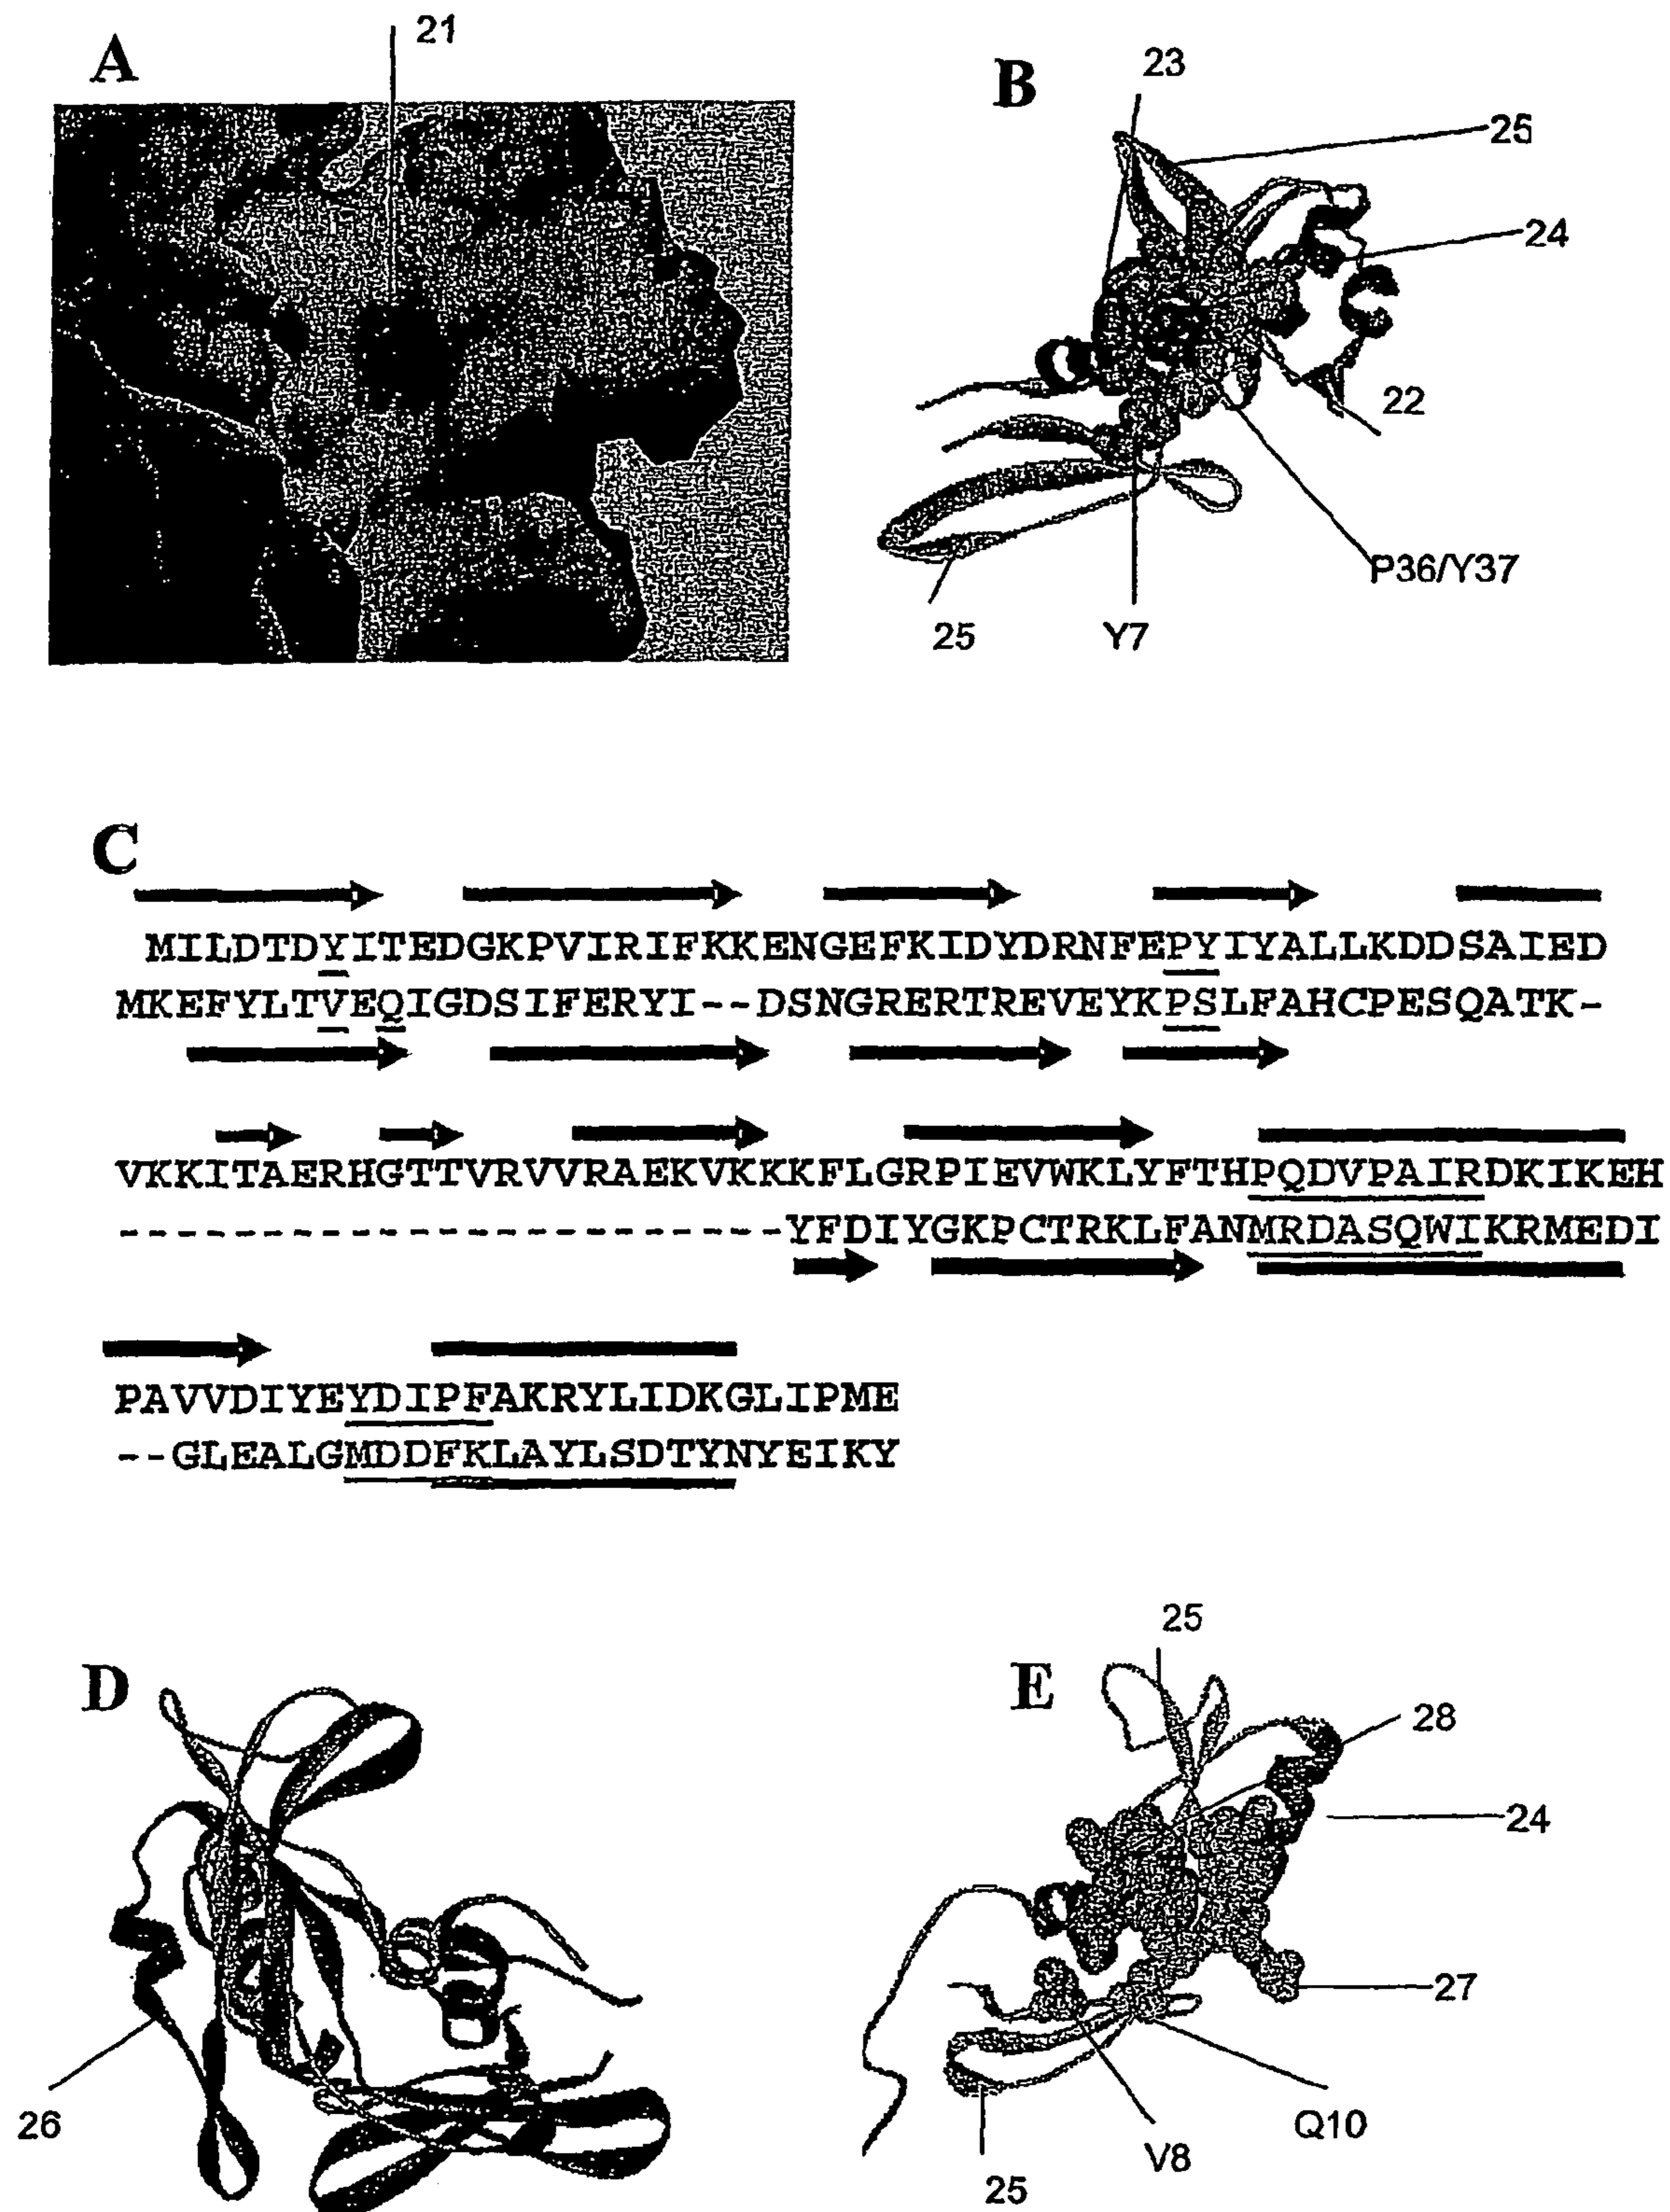 A
21
B
23
25
24
22
P36/Y37
25
Y7
C
MILDTDYITEDGKPVIRIFKKENGEFKIDYDRNFEPYIYALLKDDSAIED
MKEFYLTVEQIGDSIFERYI--DSNGRERTREVEYKPSLFAHCPESQATK-
VKKITAERHGTTVRVVRAEKVKKKFLGRPIEVWKLYFTHPQDVPAIRDKIKEH
-----------------------YFDIYGKPCTRKLFANMRDASQWIKRMEDI
PAVVDIYEYDIPFAKRYLIDKGLIPME
--GLEALGMDDFKLAYLSDTYNYEIKY
D
26
E
25
28
24
27
Q10
V8
25